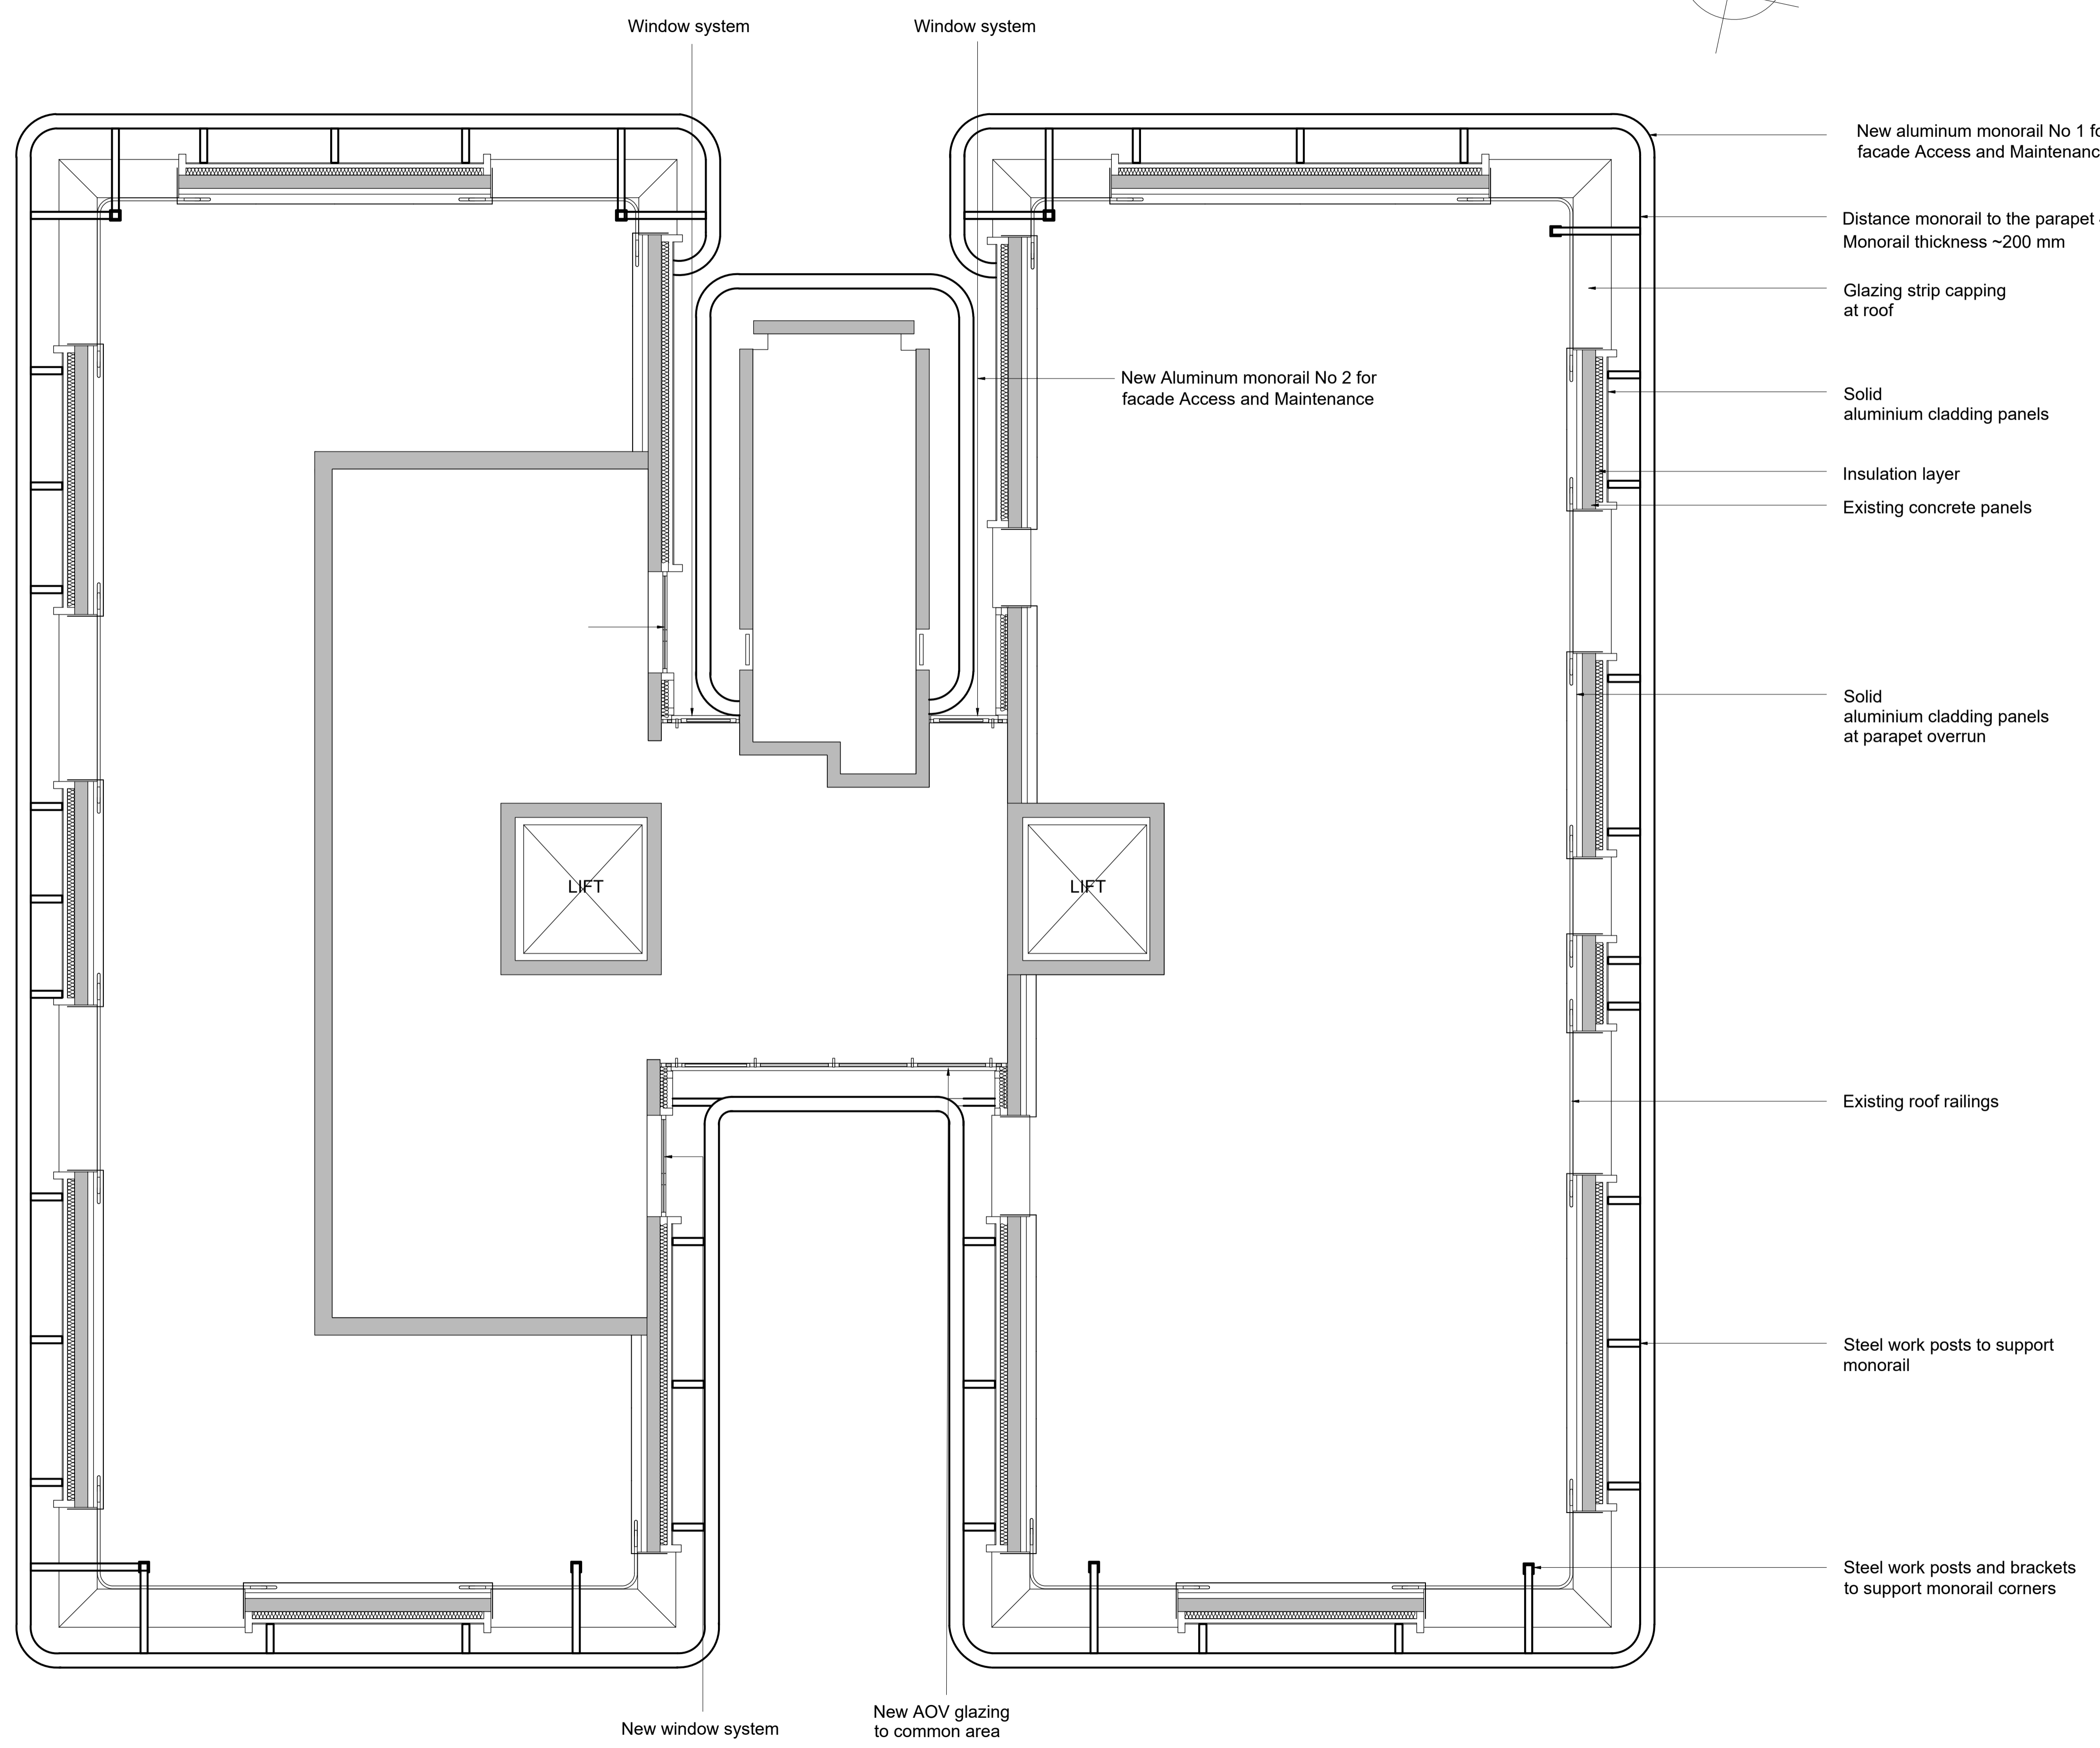 Window system
Window system
New aluminum monorail No 1
facade Access and
Distance monorail to the parapet
Monorail thickness ~200 mm
Glazing strip capping
at roof
New Aluminum monorail No 2 for
facade Access and Maintenance
Solid
aluminium cladding panels
Insulation layer
Existing concrete panels
Solid
aluminium cladding panels
at parapet overrun
LIFT
LIFT
Existing roof railings
Steel work posts to support
monorail
Steel work posts and brackets
to support monorail corners
New AOV glazing
to common area
New window system